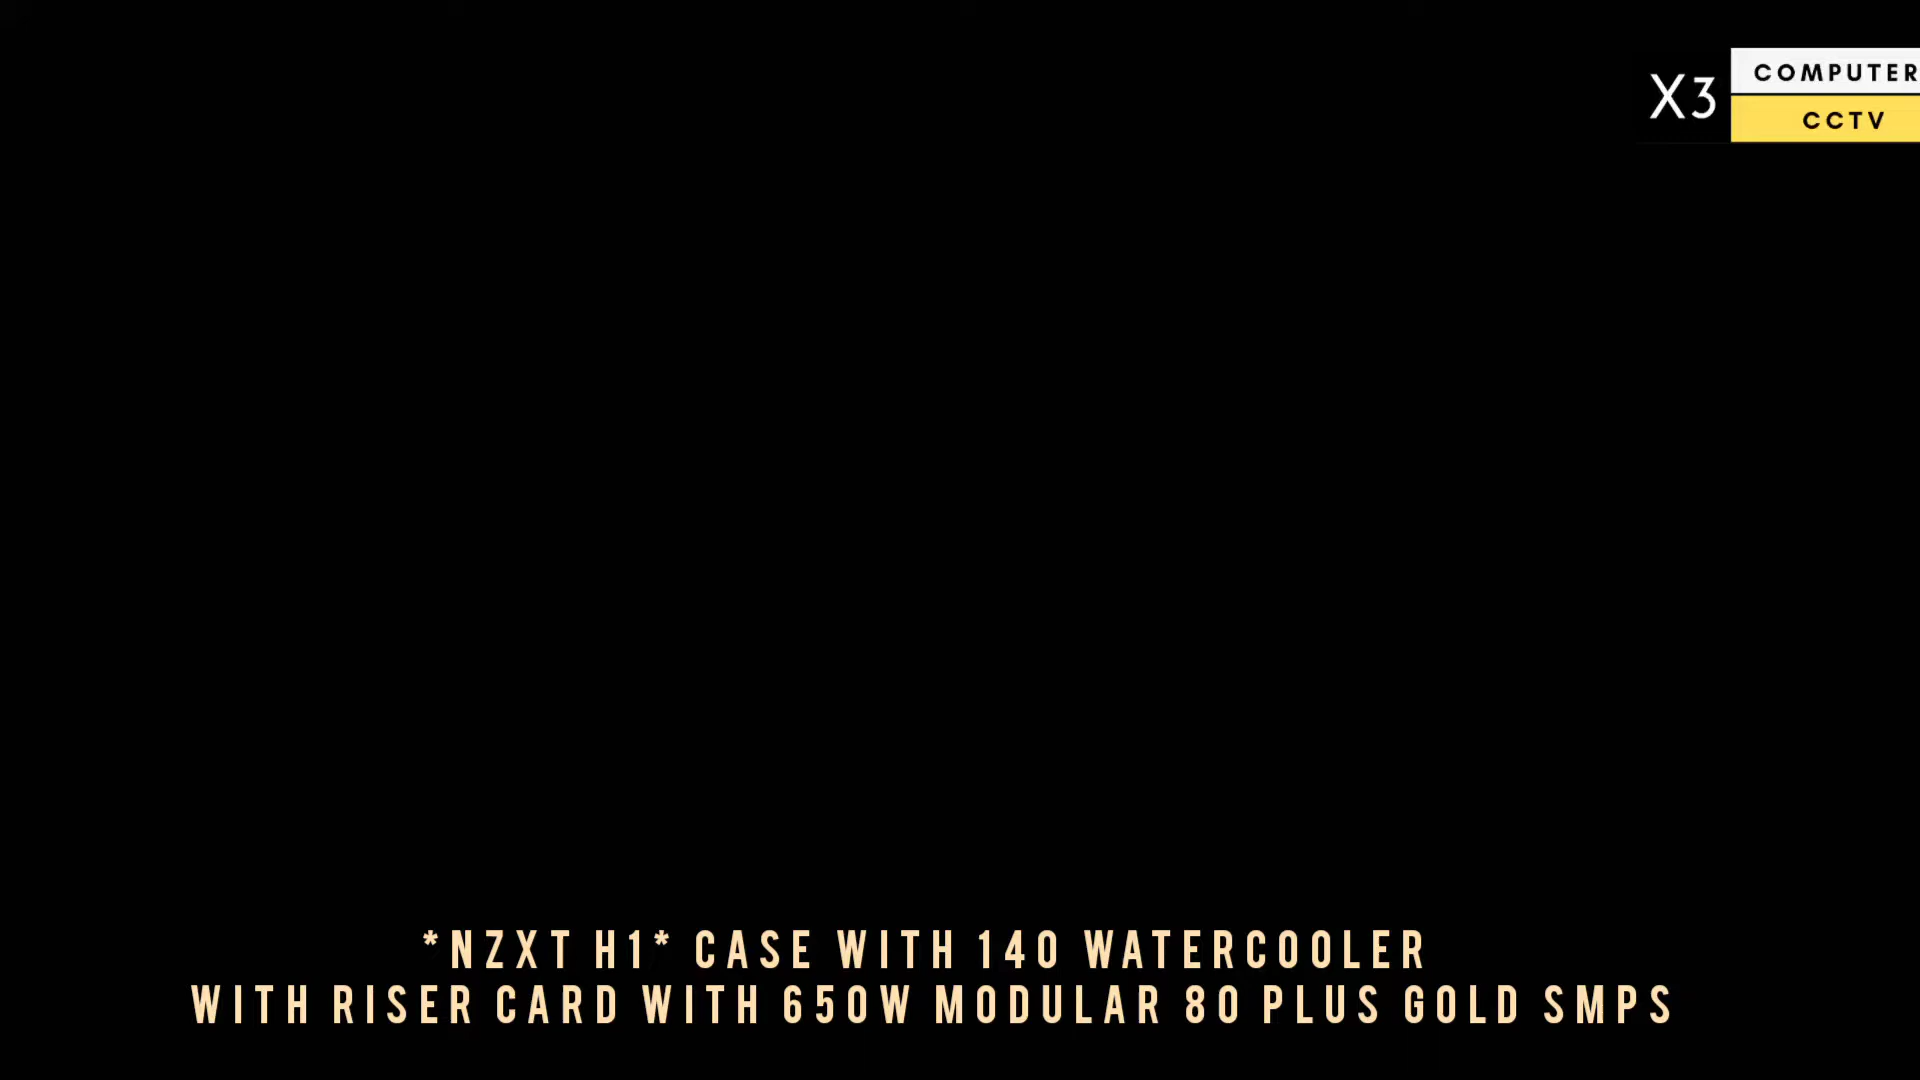 X3
COMPUTER
CCTV
*NZXT H1* CASE WITH 140 WATERCOOLER
WITH RISER CARD WITH 650W MODULAR 80 PLUS GOLD SMPS